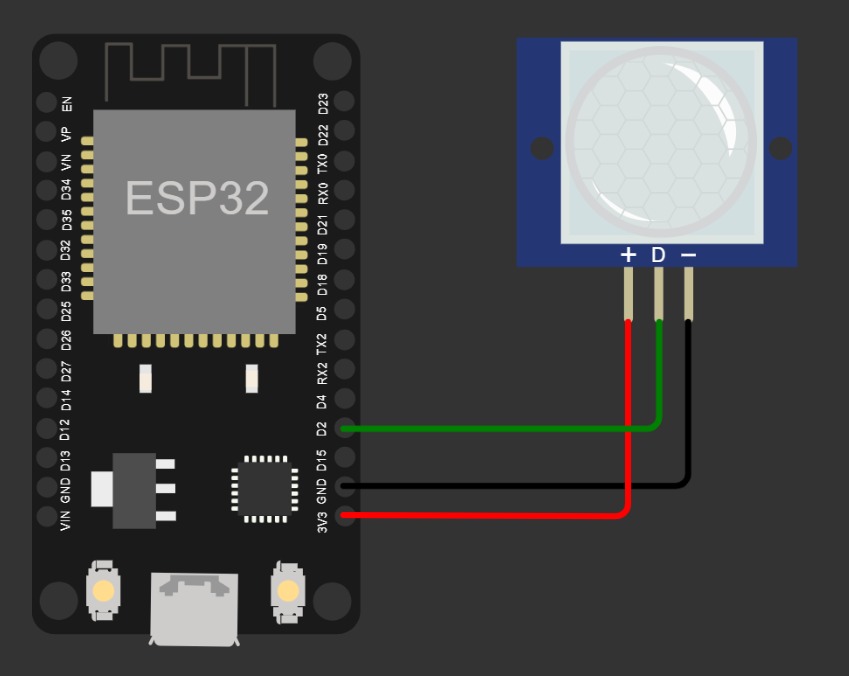 EN
VP
VN
D34
D35
D32
D33
D25
D26
D27
D14
D12
D13
GND
VIN
ESP32
D23
D22
TX0
RX0
D21
D19
D18
D5
TX2
RX2
D4
D2
D15
GND
3V3
+ D −